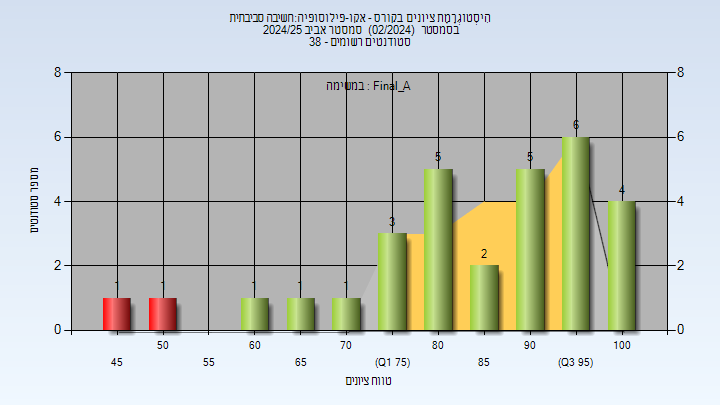 היסטוגרמת ציונים בקורס - אקו-פילוסופיה:חשיבה סביבתית
בסמסטר (02/2024) סמסטר אביב 2024/25
סטודנטים רשומים - 38
במשימה : Final_A
8 8
6 6
4 4
2 2
0 0
1 1 1 1 1 3 5 2 5 6 4
מספר סטודנטים
50 60 70 80 90 100
45 55 65 (Q1 75) 85 (Q3 95)
טווח ציונים